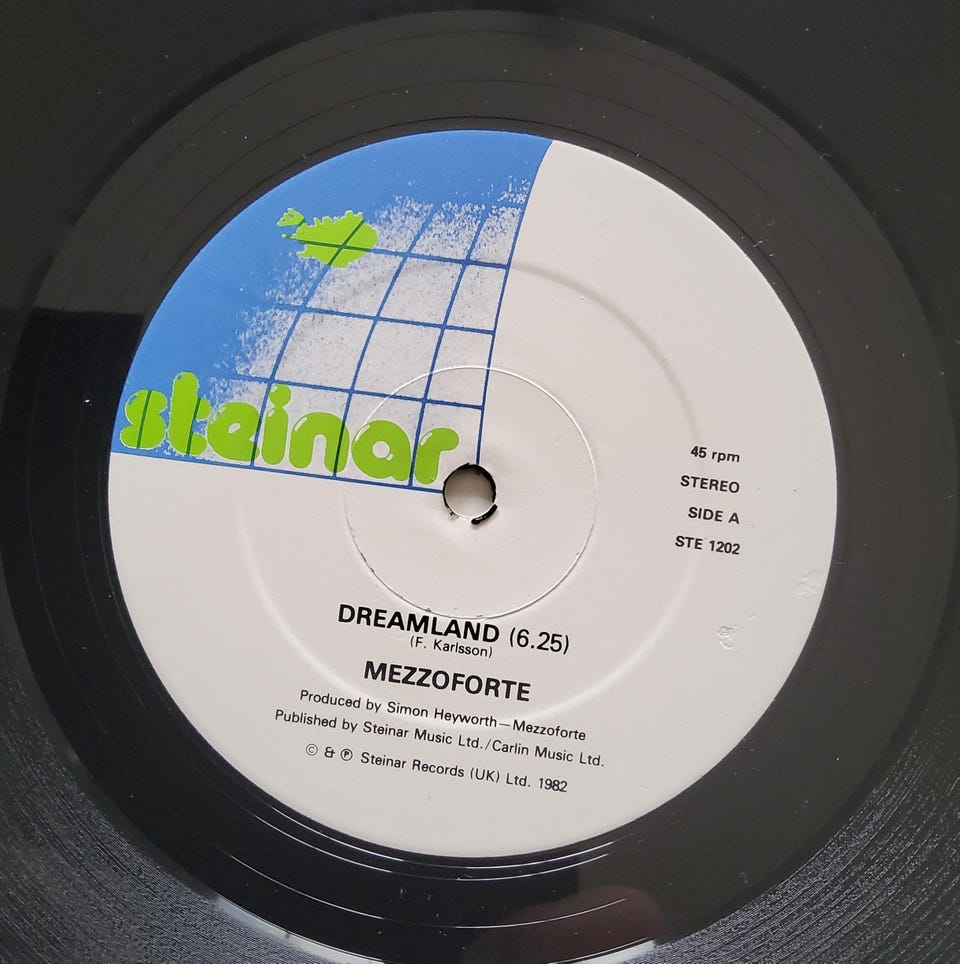 steinar
45 rpm
STEREO
SIDE A
STE 1202
DREAMLAND (6.25)
(F. Karlsson)
MEZZOFORTE
Produced by Simon Heyworth—Mezzoforte
Published by Steinar Music Ltd./Carlin Music Ltd.
© & ℗ Steinar Records (UK) Ltd. 1982